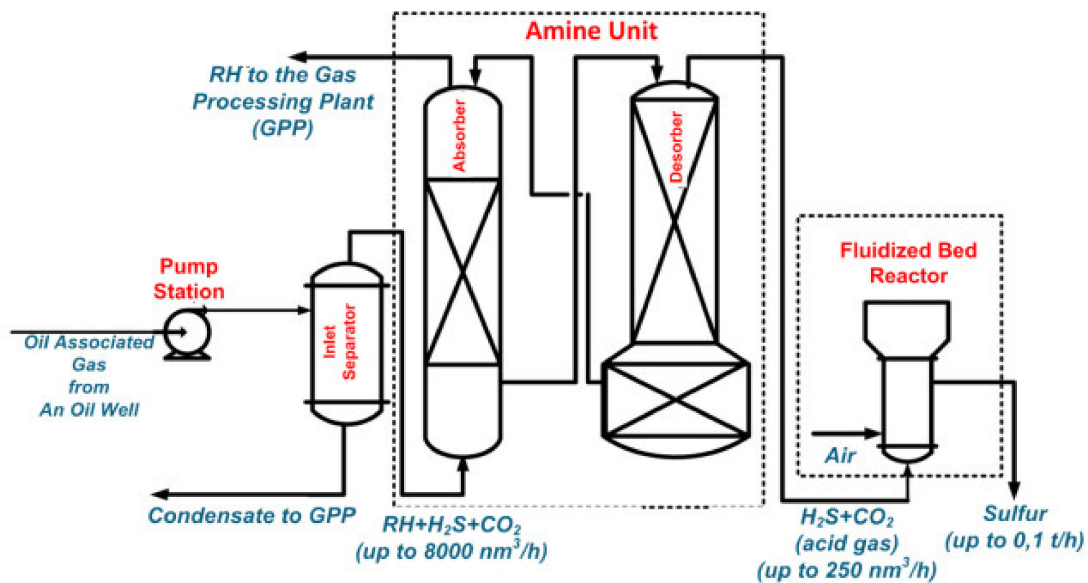 Amine Unit
RH to the Gas
Processing Plant
(GPP)
Absorber
Desorber
Fluidized Bed
Reactor
Pump
Station
Inlet
Separator
Oil Associated
Gas
from
An Oil Well
Air
Condensate to GPP
RH+H₂S+CO₂
(up to 8000 nm³/h)
H₂S+CO₂
(acid gas)
(up to 250 nm³/h)
Sulfur
(up to 0,1 t/h)